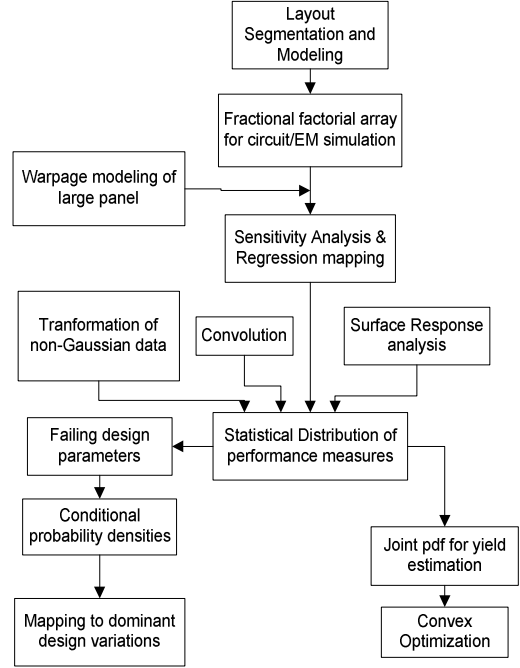 Layout
Segmentation and
Modeling
Fractional factorial array
for circuit/EM simulation
Warpage modeling of
large panel
Sensitivity Analysis &
Regression mapping
Tranformation of
non-Gaussian data
Convolution
Surface Response
analysis
Failing design
parameters
Statistical Distribution of
performance measures
Conditional
probability densities
Joint pdf for yield
estimation
Mapping to dominant
design variations
Convex
Optimization